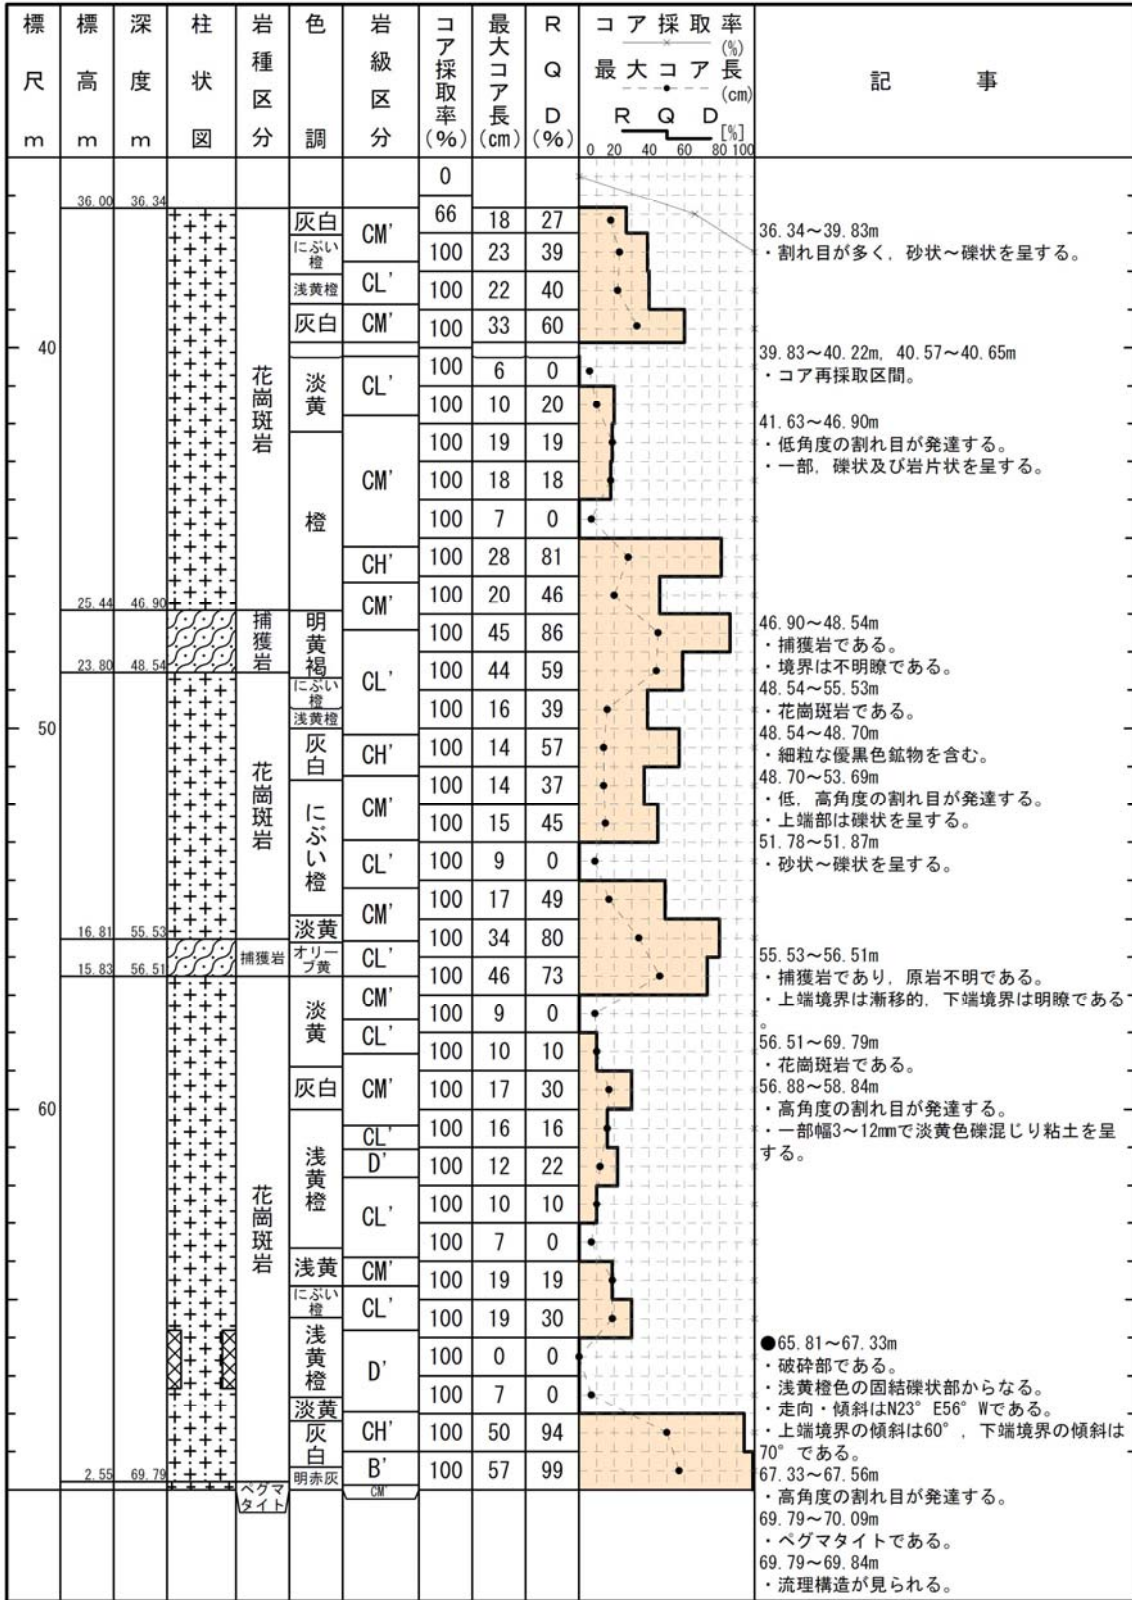 標尺 m
標高 m
深度 m
柱状図
岩種区分
色調
岩級区分
コア採取率(%)
最大コア長(cm)
RQD(%)
コア採取率(%)
最大コア長(cm)
RQD[%]
0 20 40 60 80 100
記事
36.00 36.34
25.44 46.90
23.80 48.54
16.81 55.53
15.83 56.51
2.55 69.79
40
50
60
花崗斑岩
捕獲岩
花崗斑岩
捕獲岩
花崗斑岩
ペグマタイト
灰白
にぶい橙
浅黄橙
灰白
淡黄
橙
明黄褐
にぶい橙
浅黄橙
灰白
にぶい橙
淡黄
オリーブ黄
淡黄
灰白
浅黄橙
浅黄
にぶい橙
浅黄橙
淡黄
灰白
明赤灰
CM'
CL'
CM'
CL'
CM'
CH'
CM'
CL'
CH'
CM'
CL'
CM'
CL'
CM'
CL'
CM'
CL'
D'
CL'
CM'
CL'
D'
CH'
B'
CM'
0
66 18 27
100 23 39
100 22 40
100 33 60
100 6 0
100 10 20
100 19 19
100 18 18
100 7 0
100 28 81
100 20 46
100 45 86
100 44 59
100 16 39
100 14 57
100 14 37
100 15 45
100 9 0
100 17 49
100 34 80
100 46 73
100 9 0
100 10 10
100 17 30
100 16 16
100 12 22
100 10 10
100 7 0
100 19 19
100 19 30
100 0 0
100 7 0
100 50 94
100 57 99
36.34～39.83m
・割れ目が多く，砂状～礫状を呈する。
39.83～40.22m, 40.57～40.65m
・コア再採取区間。
41.63～46.90m
・低角度の割れ目が発達する。
・一部，礫状及び岩片状を呈する。
46.90～48.54m
・捕獲岩である。
・境界は不明瞭である。
48.54～55.53m
・花崗斑岩である。
48.54～48.70m
・細粒な優黒色鉱物を含む。
48.70～53.69m
・低，高角度の割れ目が発達する。
・上端部は礫状を呈する。
51.78～51.87m
・砂状～礫状を呈する。
55.53～56.51m
・捕獲岩であり，原岩不明である。
・上端境界は漸移的，下端境界は明瞭である
。
56.51～69.79m
・花崗斑岩である。
56.88～58.84m
・高角度の割れ目が発達する。
・一部幅3～12mmで淡黄色礫混じり粘土を呈
する。
●65.81～67.33m
・破砕部である。
・浅黄橙色の固結礫状部からなる。
・走向・傾斜はN23°E56°Wである。
・上端境界の傾斜は60°，下端境界の傾斜は
70°である。
67.33～67.56m
・高角度の割れ目が発達する。
69.79～70.09m
・ペグマタイトである。
69.79～69.84m
・流理構造が見られる。